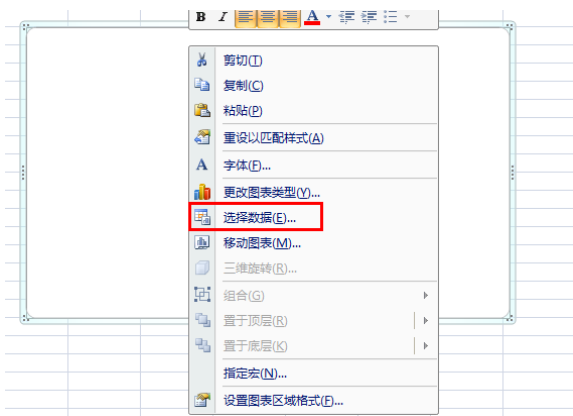 B I A
剪切(T)
复制(C)
粘贴(P)
重设以匹配样式(A)
A 字体(F)...
更改图表类型(Y)...
选择数据(E)...
移动图表(M)...
三维旋转(R)...
组合(G)
置于顶层(R)
置于底层(K)
指定宏(N)...
设置图表区域格式(F)...